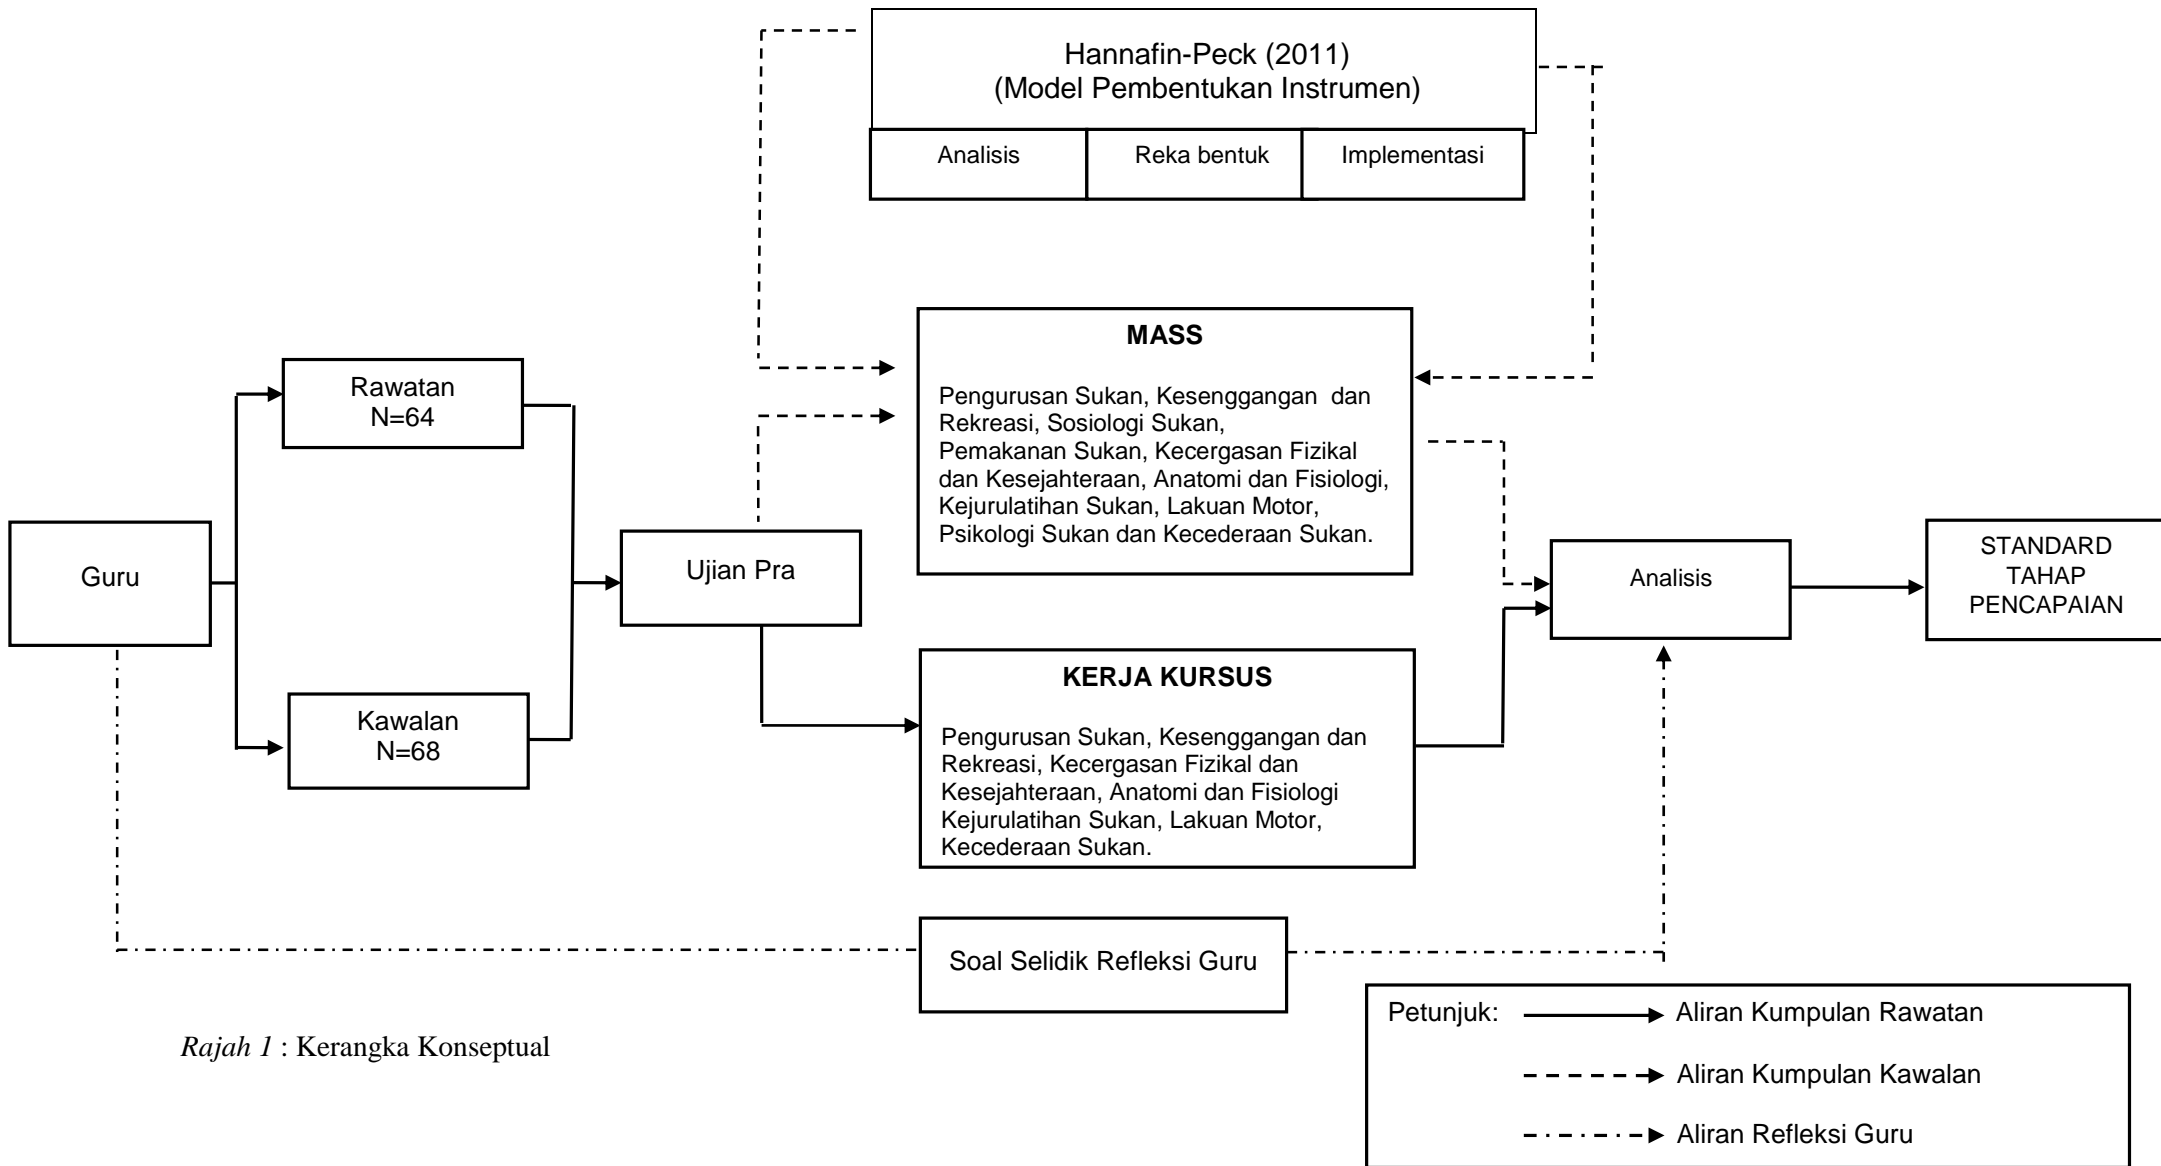 Hannafin-Peck (2011)
(Model Pembentukan Instrumen)
Analisis
Reka bentuk
Implementasi
MASS
Pengurusan Sukan, Kesenggangan dan
Rekreasi, Sosiologi Sukan,
Pemakanan Sukan, Kecergasan Fizikal
dan Kesejahteraan, Anatomi dan Fisiologi,
Kejurulatihan Sukan, Lakuan Motor,
Psikologi Sukan dan Kecederaan Sukan.
Rawatan
N=64
Guru
Ujian Pra
Kawalan
N=68
KERJA KURSUS
Pengurusan Sukan, Kesenggangan dan
Rekreasi, Kecergasan Fizikal dan
Kesejahteraan, Anatomi dan Fisiologi
Kejurulatihan Sukan, Lakuan Motor,
Kecederaan Sukan.
Analisis
STANDARD
TAHAP
PENCAPAIAN
Soal Selidik Refleksi Guru
Petunjuk:
Aliran Kumpulan Rawatan
Aliran Kumpulan Kawalan
Aliran Refleksi Guru
Rajah 1 : Kerangka Konseptual